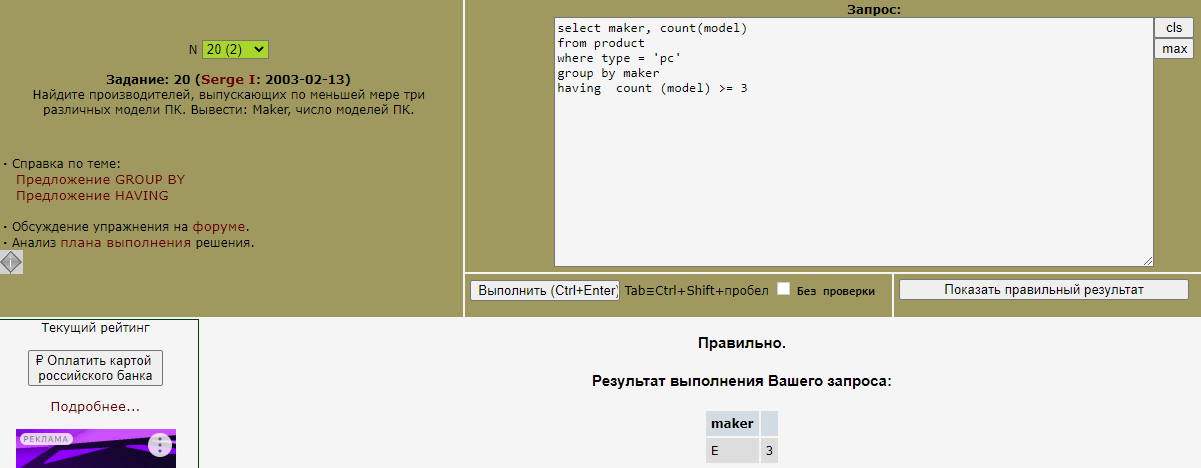 N 20 (2)
Задание: 20 (Serge I: 2003-02-13)
Найдите производителей, выпускающих по меньшей мере три
различных модели ПК. Вывести: Maker, число моделей ПК.
· Справка по теме:
Предложение GROUP BY
Предложение HAVING
· Обсуждение упражнения на форуме.
· Анализ плана выполнения решения.
Запрос:
select maker, count(model)
from product
where type = 'pc'
group by maker
having  count (model) >= 3
cls
max
Выполнить (Ctrl+Enter) Tab≡Ctrl+Shift+пробел Без проверки
Показать правильный результат
Текущий рейтинг
₽ Оплатить картой
российского банка
Подробнее...
РЕКЛАМА
Правильно.
Результат выполнения Вашего запроса:
maker
E 3